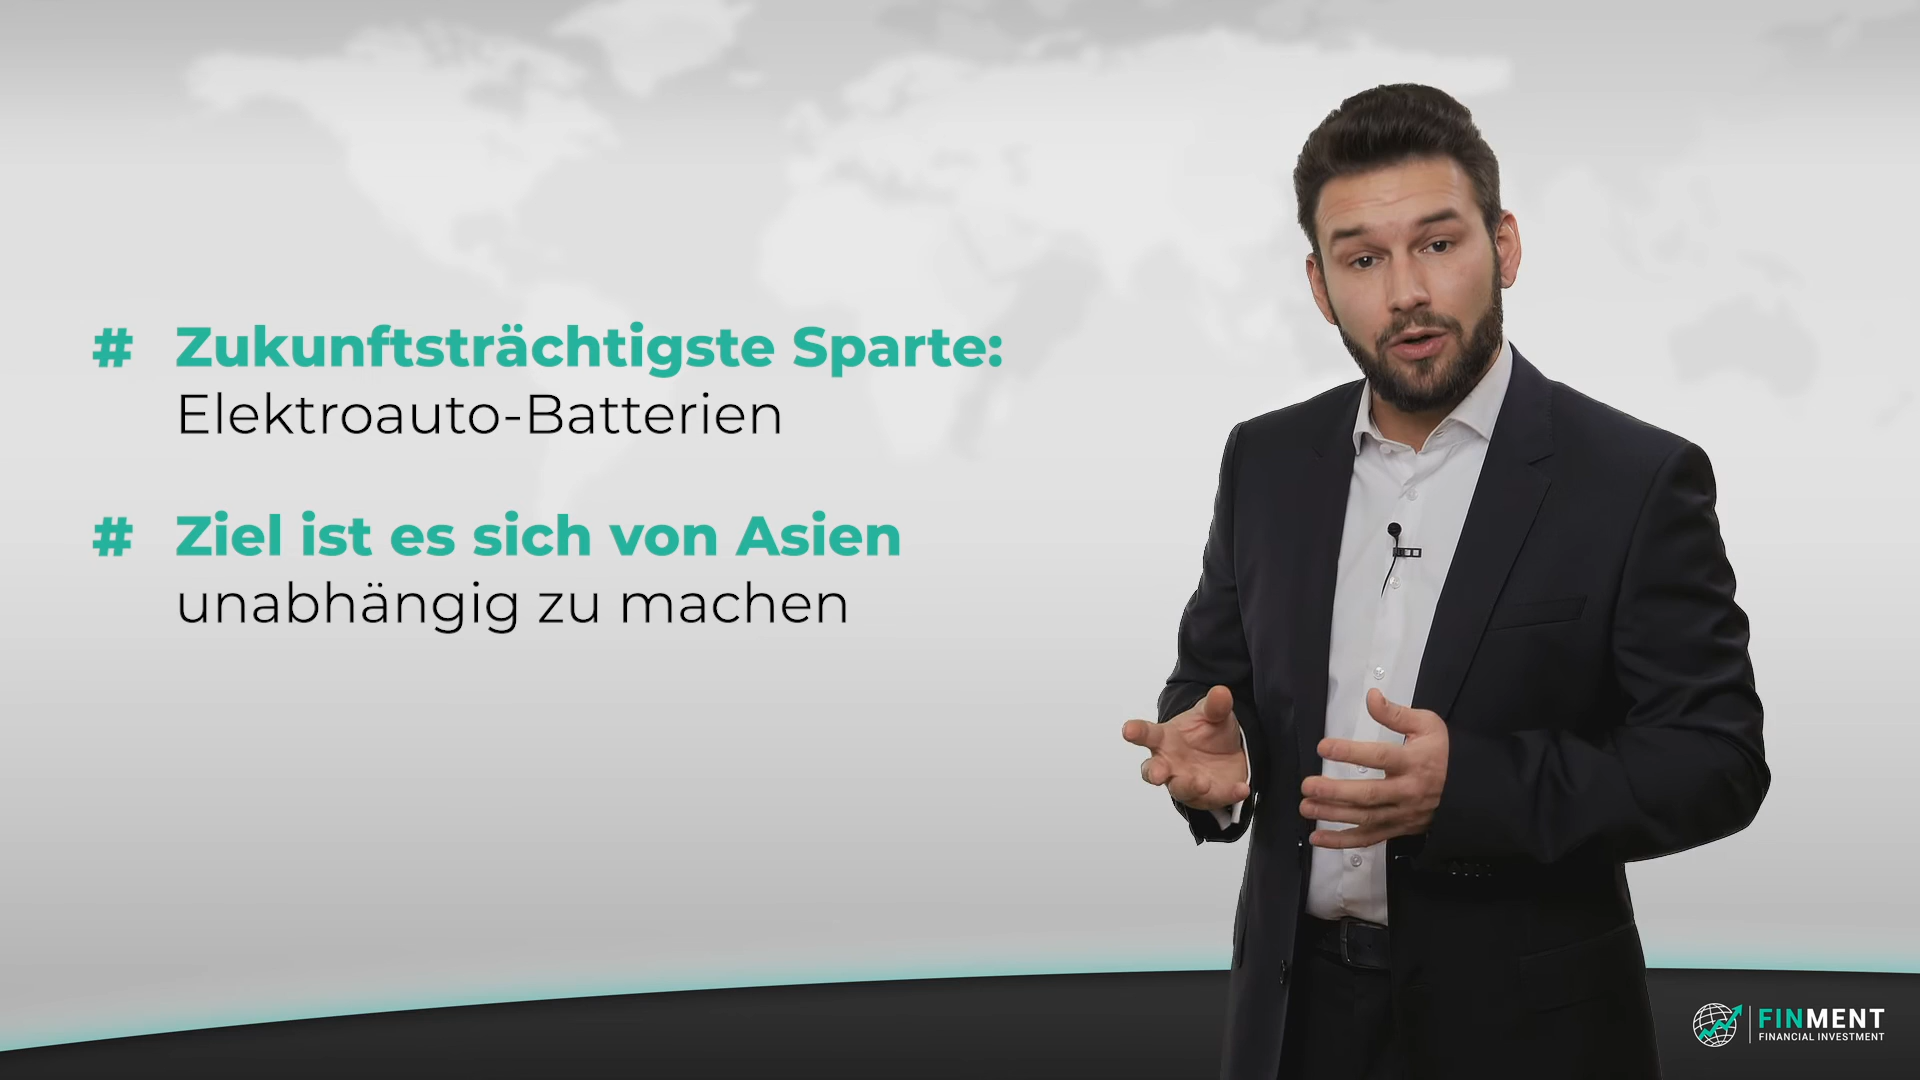 # Zukunftsträchtigste Sparte:
Elektroauto-Batterien
# Ziel ist es sich von Asien
unabhängig zu machen
FINMENT
FINANCIAL INVESTMENT